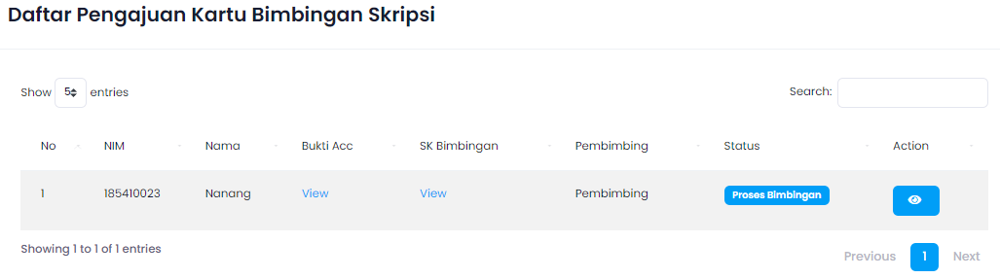 Daftar Pengajuan Kartu Bimbingan Skripsi
Show 5 entries
Search:
No NIM Nama Bukti Acc SK Bimbingan Pembimbing Status Action
1 185410023 Nanang View View Pembimbing Proses Bimbingan
Showing 1 to 1 of 1 entries
Previous 1 Next